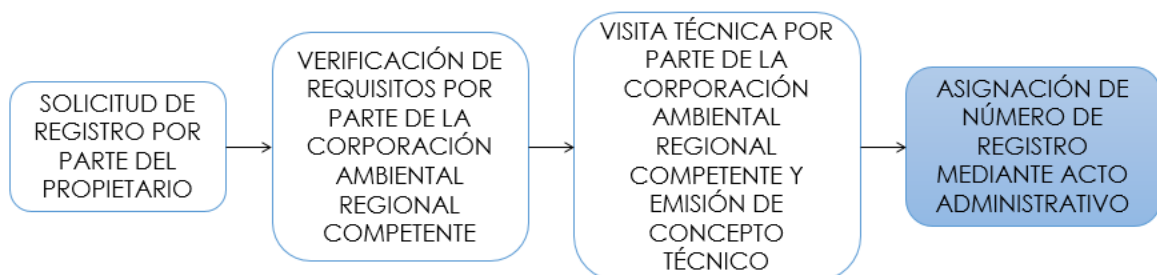 SOLICITUD DE
REGISTRO POR
PARTE DEL
PROPIETARIO
VERIFICACIÓN DE
REQUISITOS POR
PARTE DE LA
CORPORACIÓN
AMBIENTAL
REGIONAL
COMPETENTE
VISITA TÉCNICA POR
PARTE DE LA
CORPORACIÓN
AMBIENTAL
REGIONAL
COMPETENTE Y
EMISIÓN DE
CONCEPTO
TÉCNICO
ASIGNACIÓN DE
NÚMERO DE
REGISTRO
MEDIANTE ACTO
ADMINISTRATIVO